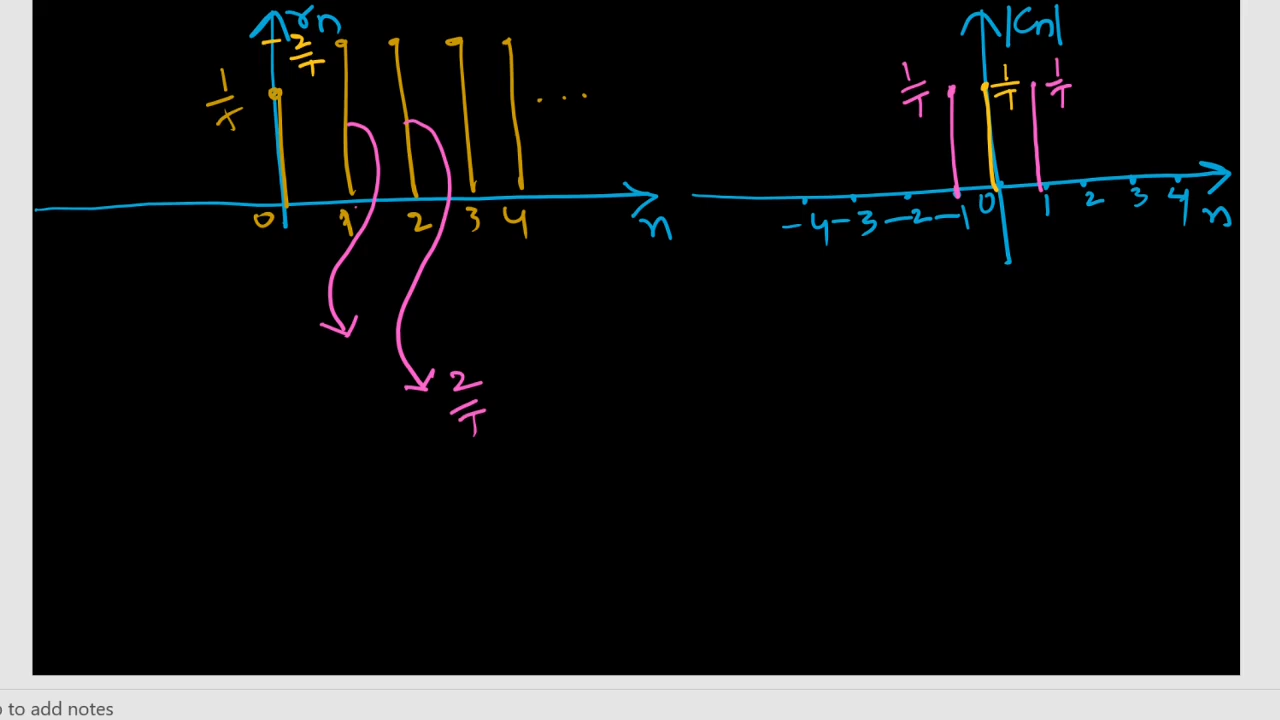 rn
2/T
1/T
. . .
0 1 2 3 4
n
2/T
|Cn|
1/T 1/T 1/T
-4 -3 -2 -1 0 1 2 3 4
n
to add notes